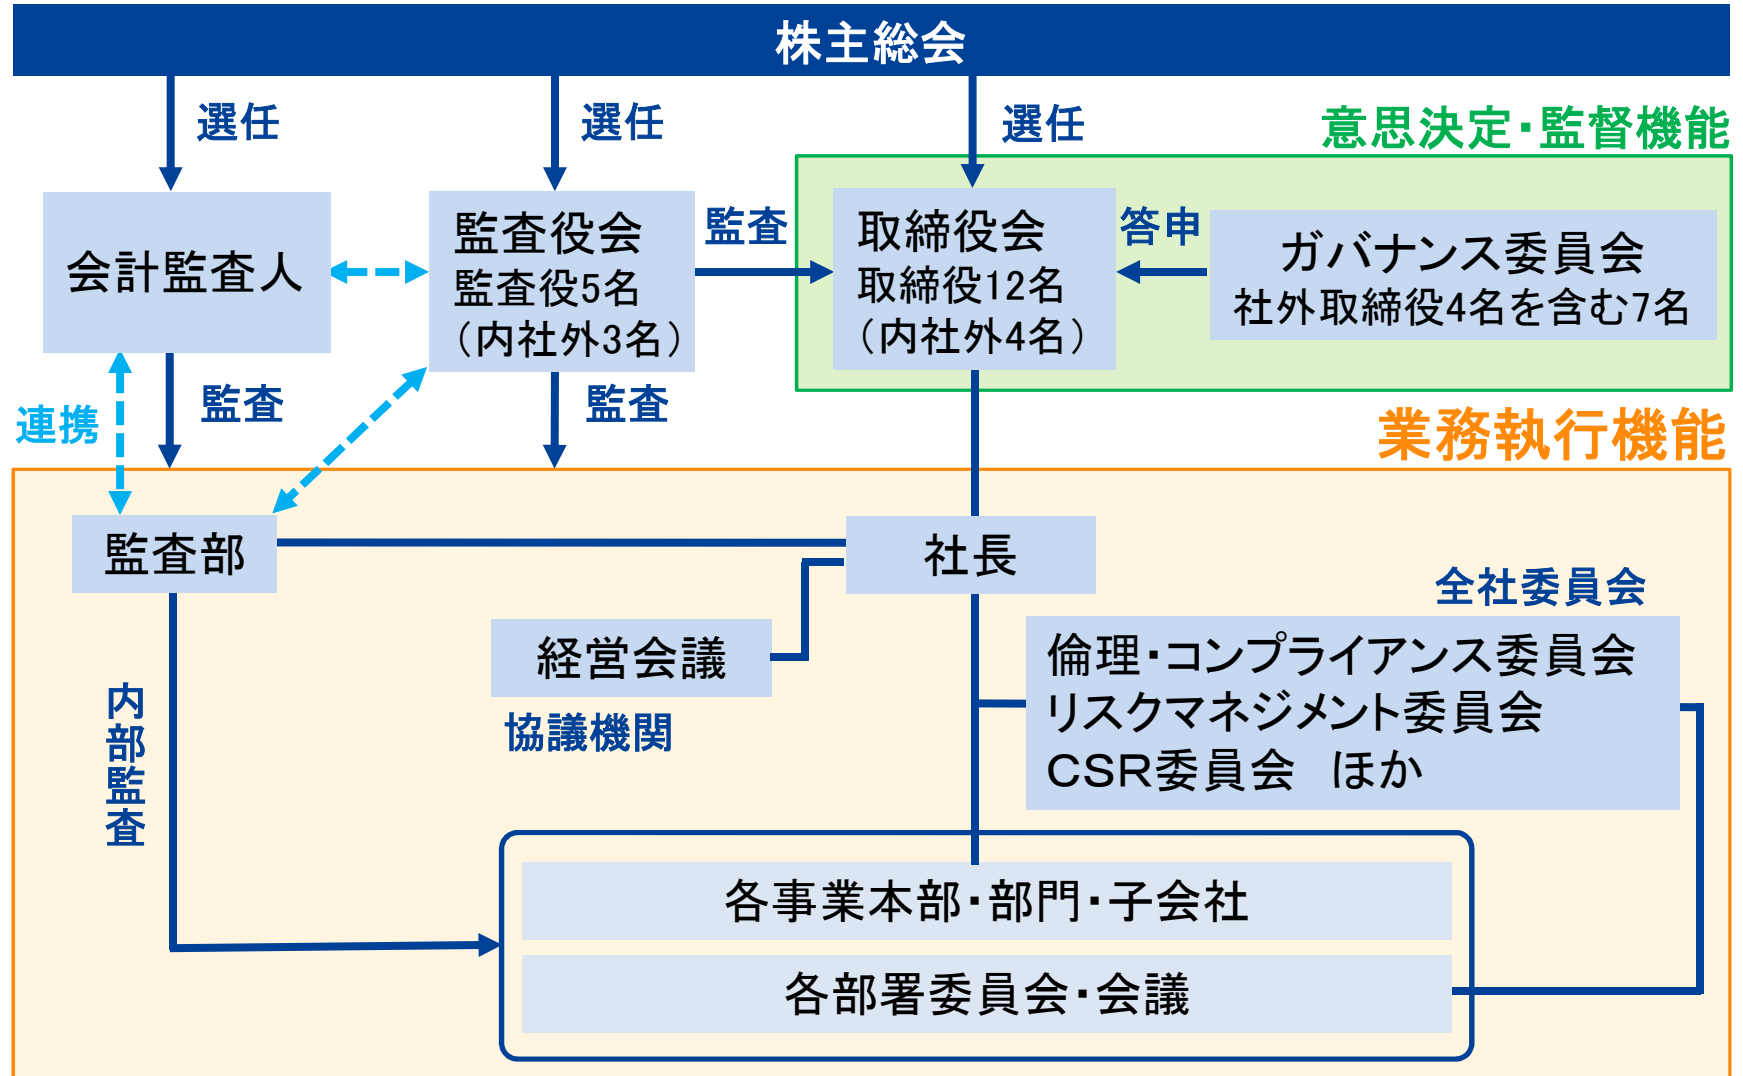 株主総会
選任
選任
選任
意思決定・監督機能
会計監査人
監査役会
監査役5名
（内社外3名）
監査
取締役会
取締役12名
（内社外4名）
答申
ガバナンス委員会
社外取締役4名を含む7名
連携
監査
監査
業務執行機能
監査部
社長
全社委員会
経営会議
協議機関
倫理・コンプライアンス委員会
リスクマネジメント委員会
CSR委員会　ほか
内部監査
各事業本部・部門・子会社
各部署委員会・会議